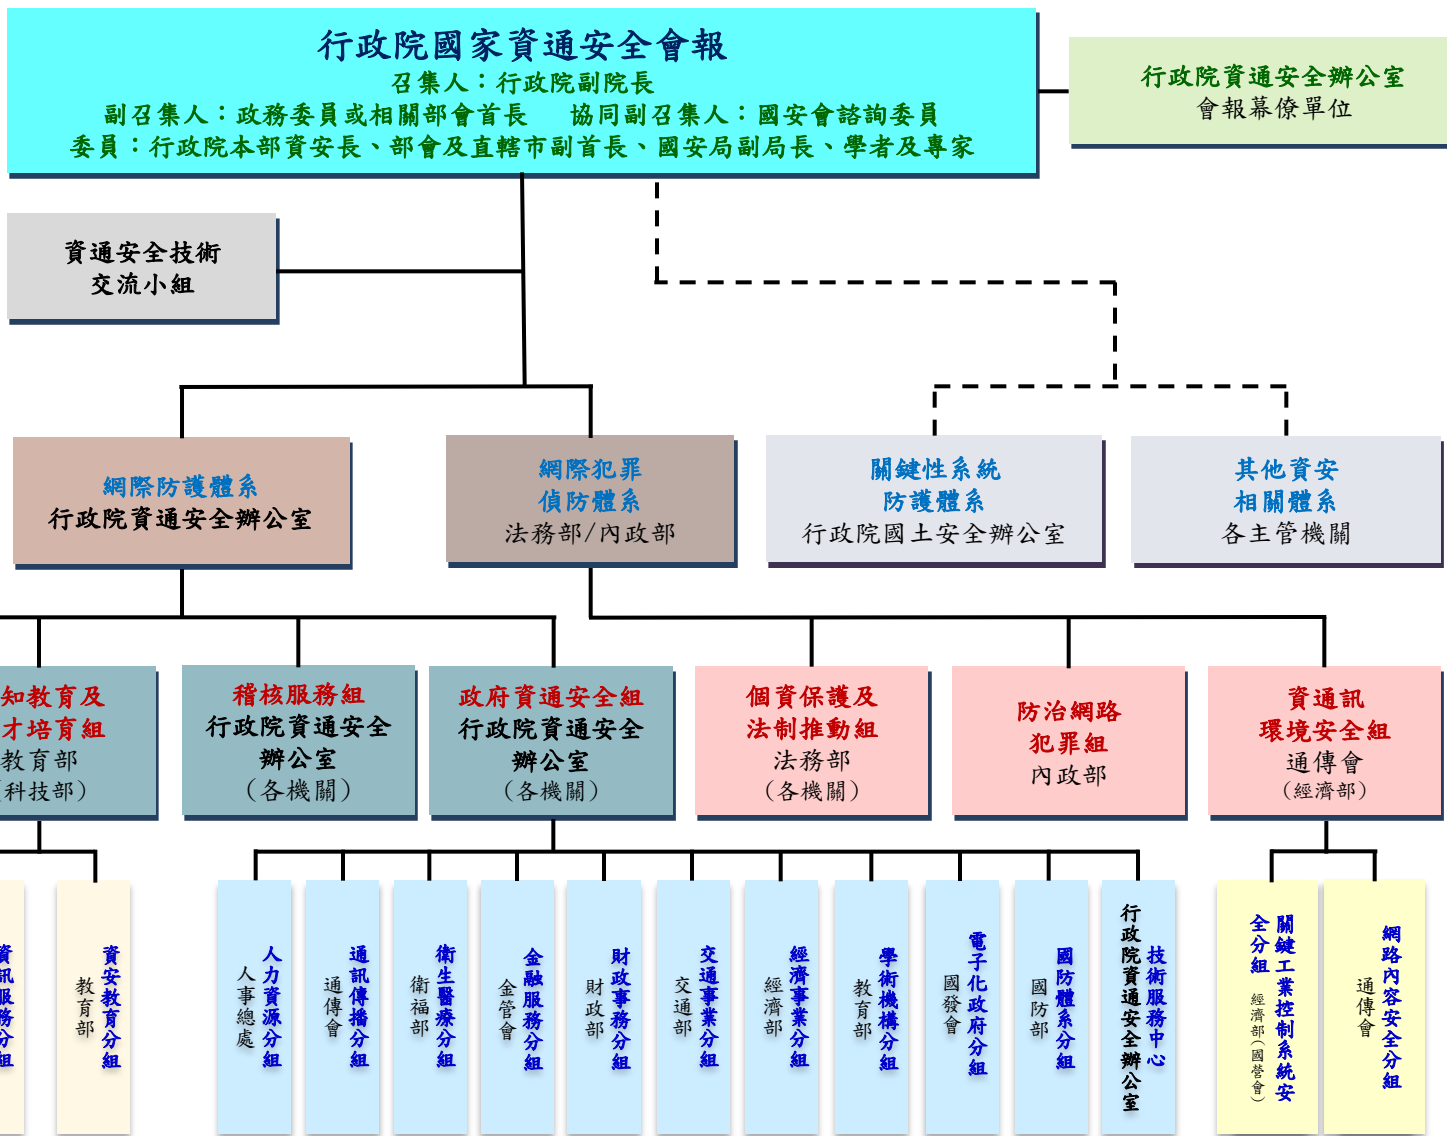 行政院國家資通安全會報
召集人：行政院副院長
副召集人：政務委員或相關部會首長 協同副召集人：國安會諮詢委員
委員：行政院本部資安長、部會及直轄市副首長、國安局副局長、學者及專家
行政院資通安全辦公室
會報幕僚單位
資通安全技術
交流小組
網際防護體系
行政院資通安全辦公室
網際犯罪
偵防體系
法務部/內政部
關鍵性系統
防護體系
行政院國土安全辦公室
其他資安
相關體系
各主管機關
知教育及
才培育組
教育部
（科技部）
稽核服務組
行政院資通安全
辦公室
（各機關）
政府資通安全組
行政院資通安全
辦公室
（各機關）
個資保護及
法制推動組
法務部
（各機關）
防治網路
犯罪組
內政部
資通訊
環境安全組
通傳會
（經濟部）
資訊服務分組
資安教育分組
教育部
人力資源分組
人事總處
通訊傳播分組
通傳會
衛生醫療分組
衛福部
金融服務分組
金管會
財政事務分組
財政部
交通事業分組
交通部
經濟事業分組
經濟部
學術機構分組
教育部
電子化政府分組
國發會
國防體系分組
國防部
技術服務中心
行政院資通安全辦公室
關鍵工業控制系統安
全分組 經濟部（國營會）
網路內容安全分組
通傳會